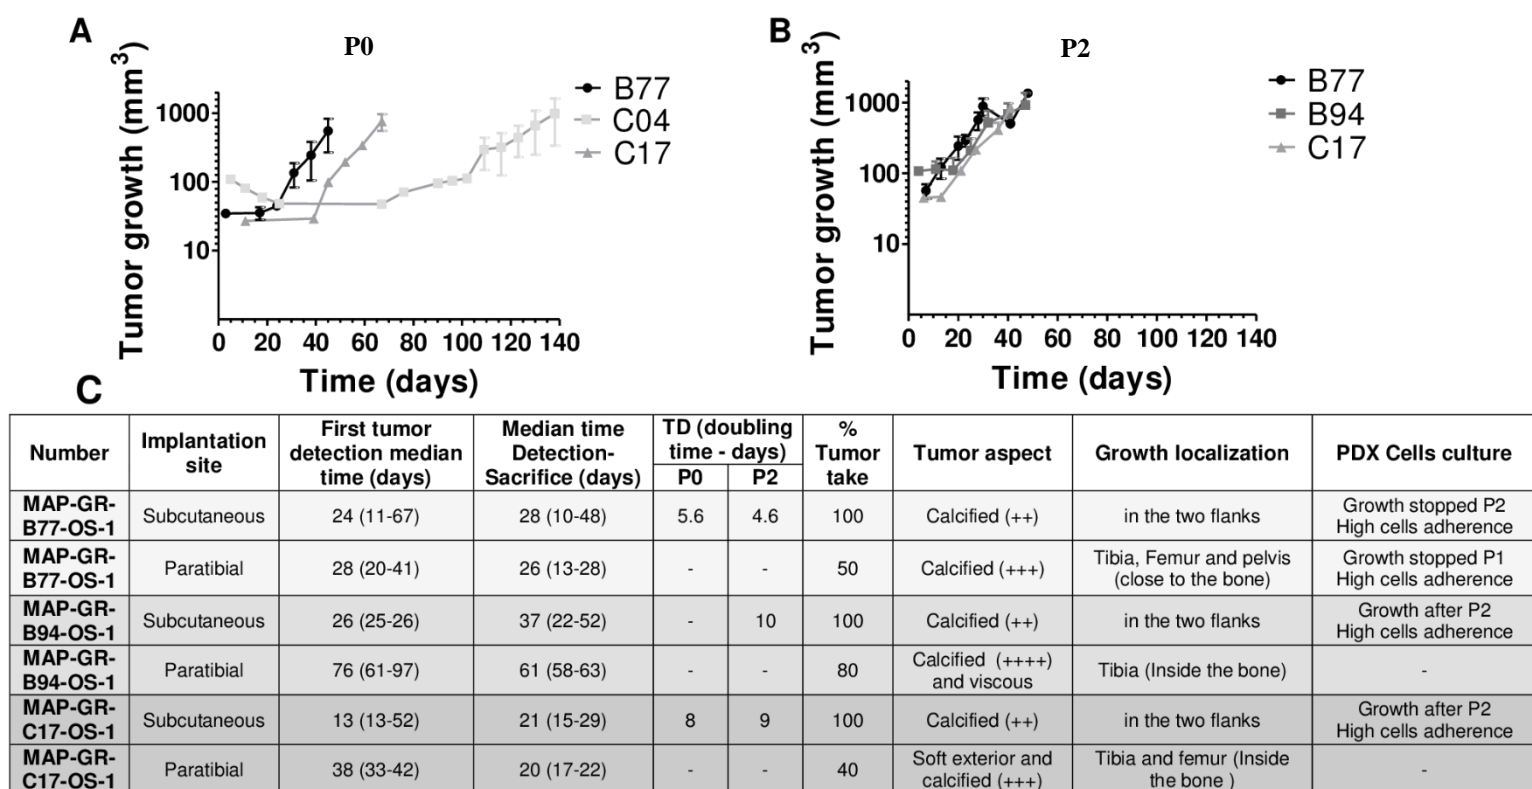 A
P0
Tumor growth (mm3)
1000
100
10
0 20 40 60 80 100 120 140
Time (days)
B77
C04
C17
B
P2
Tumor growth (mm3)
1000
100
10
0 20 40 60 80 100 120 140
Time (days)
B77
B94
C17
C
Number
Implantation
site
First tumor
detection median
time (days)
Median time
Detection-
Sacrifice (days)
TD (doubling
time - days)
P0
P2
%
Tumor
take
Tumor aspect
Growth localization
PDX Cells culture
MAP-GR-
B77-OS-1
Subcutaneous
24 (11-67)
28 (10-48)
5.6
4.6
100
Calcified (++)
in the two flanks
Growth stopped P2
High cells adherence
MAP-GR-
B77-OS-1
Paratibial
28 (20-41)
26 (13-28)
-
-
50
Calcified (+++)
Tibia, Femur and pelvis
(close to the bone)
Growth stopped P1
High cells adherence
MAP-GR-
B94-OS-1
Subcutaneous
26 (25-26)
37 (22-52)
-
10
100
Calcified (++)
in the two flanks
Growth after P2
High cells adherence
MAP-GR-
B94-OS-1
Paratibial
76 (61-97)
61 (58-63)
-
-
80
Calcified (++++)
and viscous
Tibia (Inside the bone)
-
MAP-GR-
C17-OS-1
Subcutaneous
13 (13-52)
21 (15-29)
8
9
100
Calcified (++)
in the two flanks
Growth after P2
High cells adherence
MAP-GR-
C17-OS-1
Paratibial
38 (33-42)
20 (17-22)
-
-
40
Soft exterior and
calcified (+++)
Tibia and femur (Inside
the bone )
-